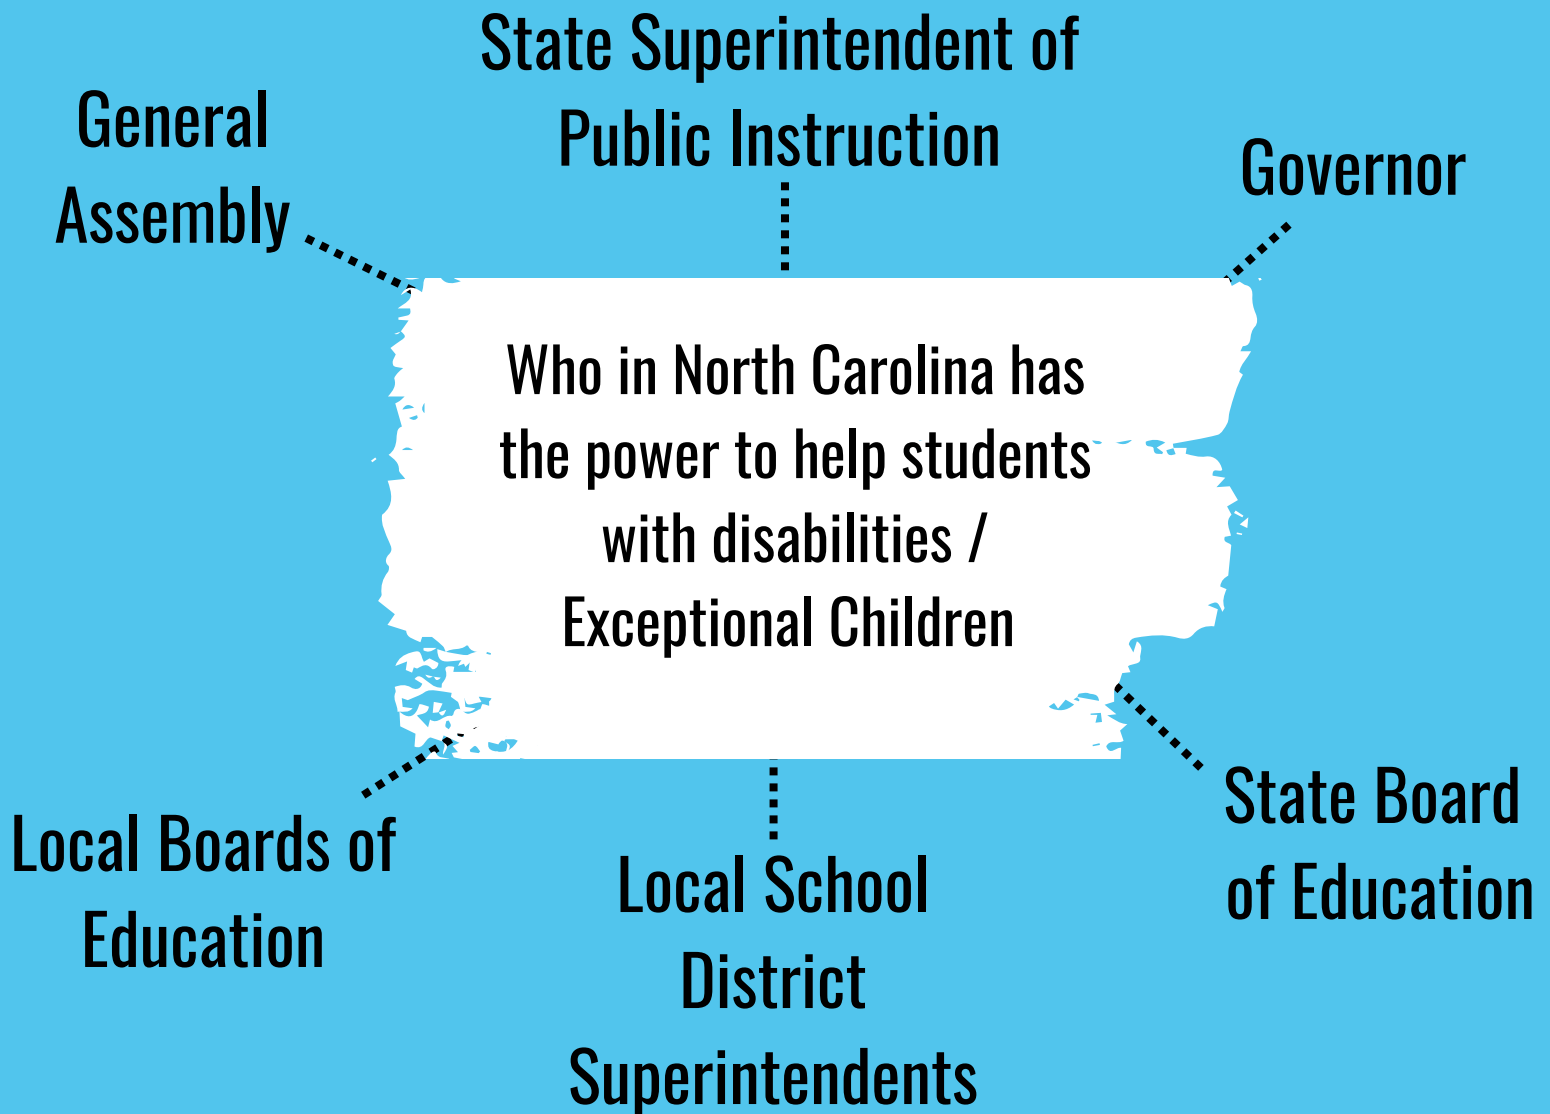 State Superintendent of
Public Instruction
General
Assembly
Governor
Who in North Carolina has
the power to help students
with disabilities /
Exceptional Children
Local Boards of
Education
Local School
District
Superintendents
State Board
of Education